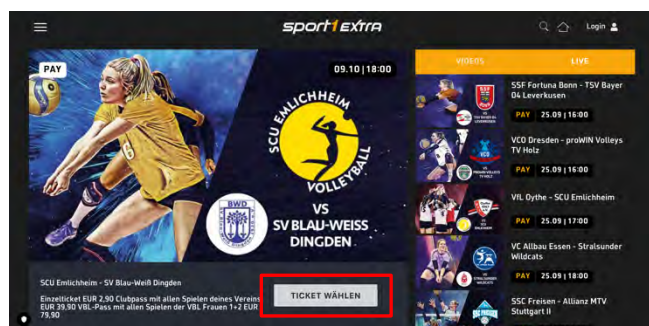 sport1 EXTRA
Login
PAY
09.10|18:00
SCU EMLICHHEIM
VOLLEYBALL
BWD
VS
SV BLAU-WEISS
DINGDEN
SCU Emlichheim - SV Blau-Weiß Dingden
Einzelticket EUR 2,90 Clubpass mit allen Spielen deines Vereins
EUR 39,90 VBL-Pass mit allen Spielen der VBL Frauen 1+2 EUR
79,90
TICKET WÄHLEN
VIDEOS
LIVE
SSF Fortuna Bonn - TSV Bayer
04 Leverkusen
PAY 25.09|16:00
VCO Dresden - proWIN Volleys
TV Holz
PAY 25.09|16:00
VfL Oythe - SCU Emlichheim
PAY 25.09|17:00
VC Allbau Essen - Stralsunder
Wildcats
PAY 25.09|18:00
SSC Freisen - Allianz MTV
Stuttgart II